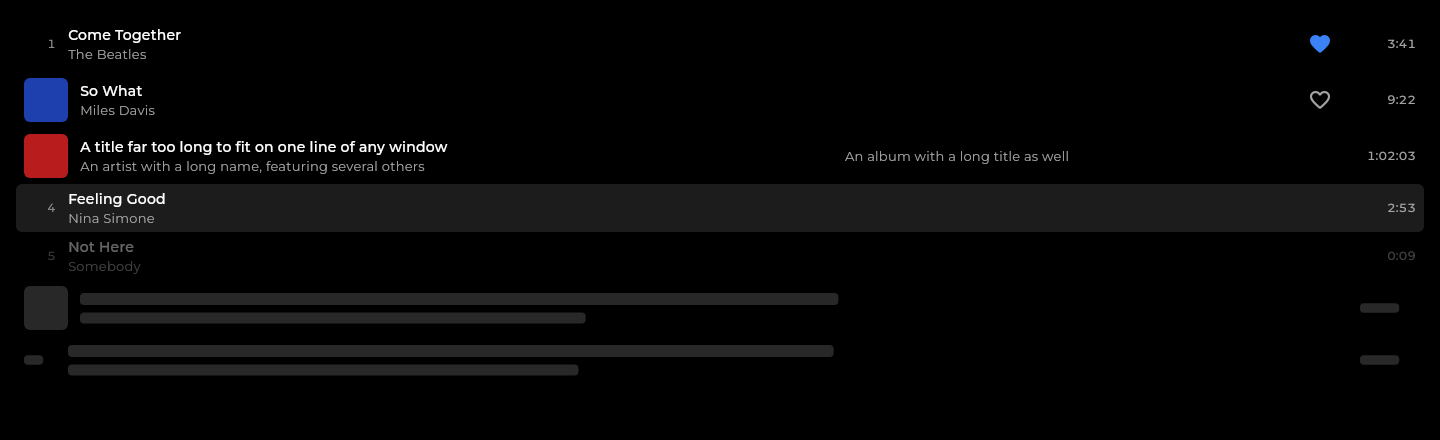 1
Come Together
The Beatles
3:41
So What
Miles Davis
9:22
A title far too long to fit on one line of any window
An artist with a long name, featuring several others
An album with a long title as well
1:02:03
4
Feeling Good
Nina Simone
2:53
5
Not Here
Somebody
0:09